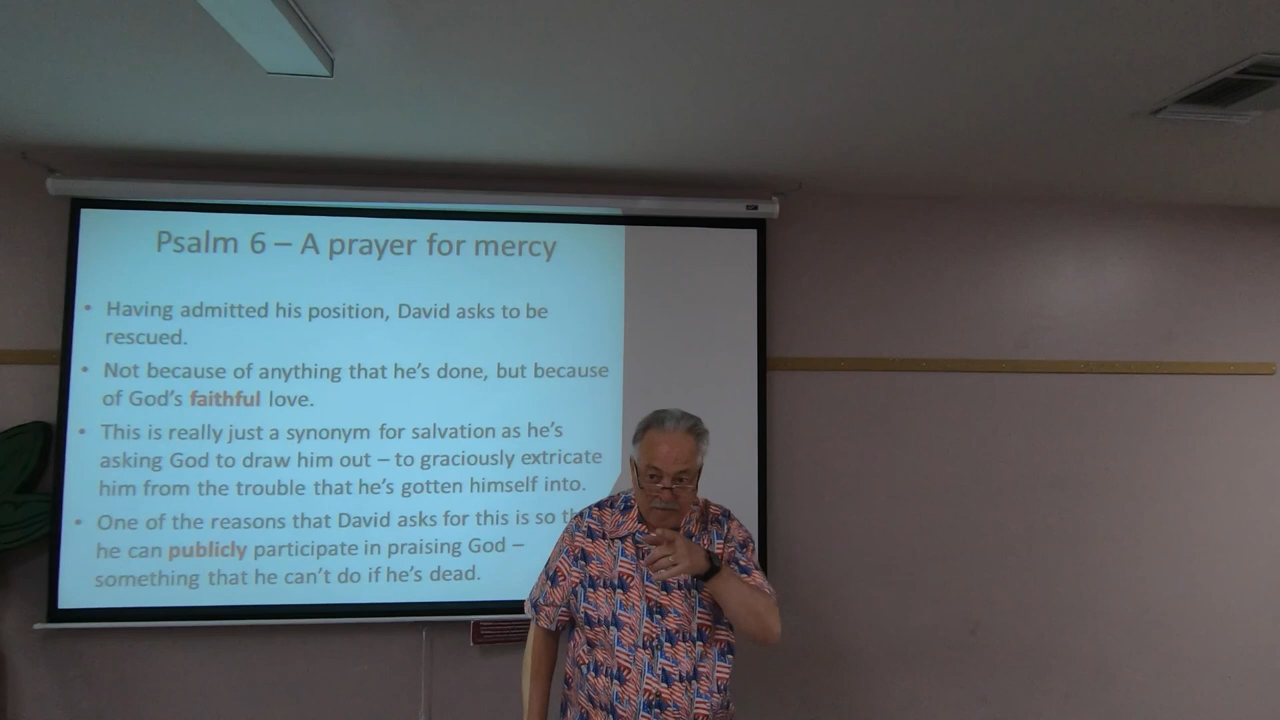 Psalm 6 – A prayer for mercy
• Having admitted his position, David asks to be
rescued.
• Not because of anything that he's done, but because
of God's faithful love.
• This is really just a synonym for salvation as he's
asking God to draw him out – to graciously extricate
him from the trouble that he's gotten himself into.
• One of the reasons that David asks for this is so
he can publicly participate in praising God –
something that he can't do if he's dead.